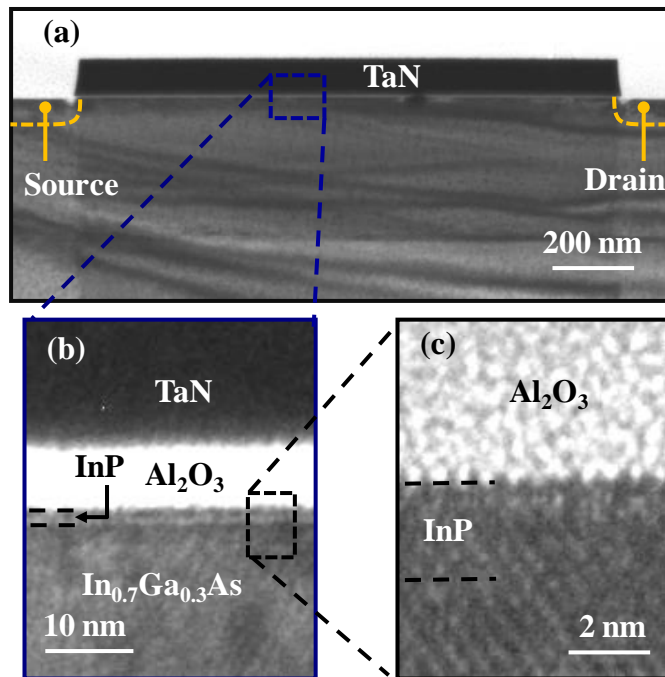 (a)
TaN
Source
Drain
200 nm
(b)
TaN
InP
Al₂O₃
In₀.₇Ga₀.₃As
10 nm
(c)
Al₂O₃
InP
2 nm